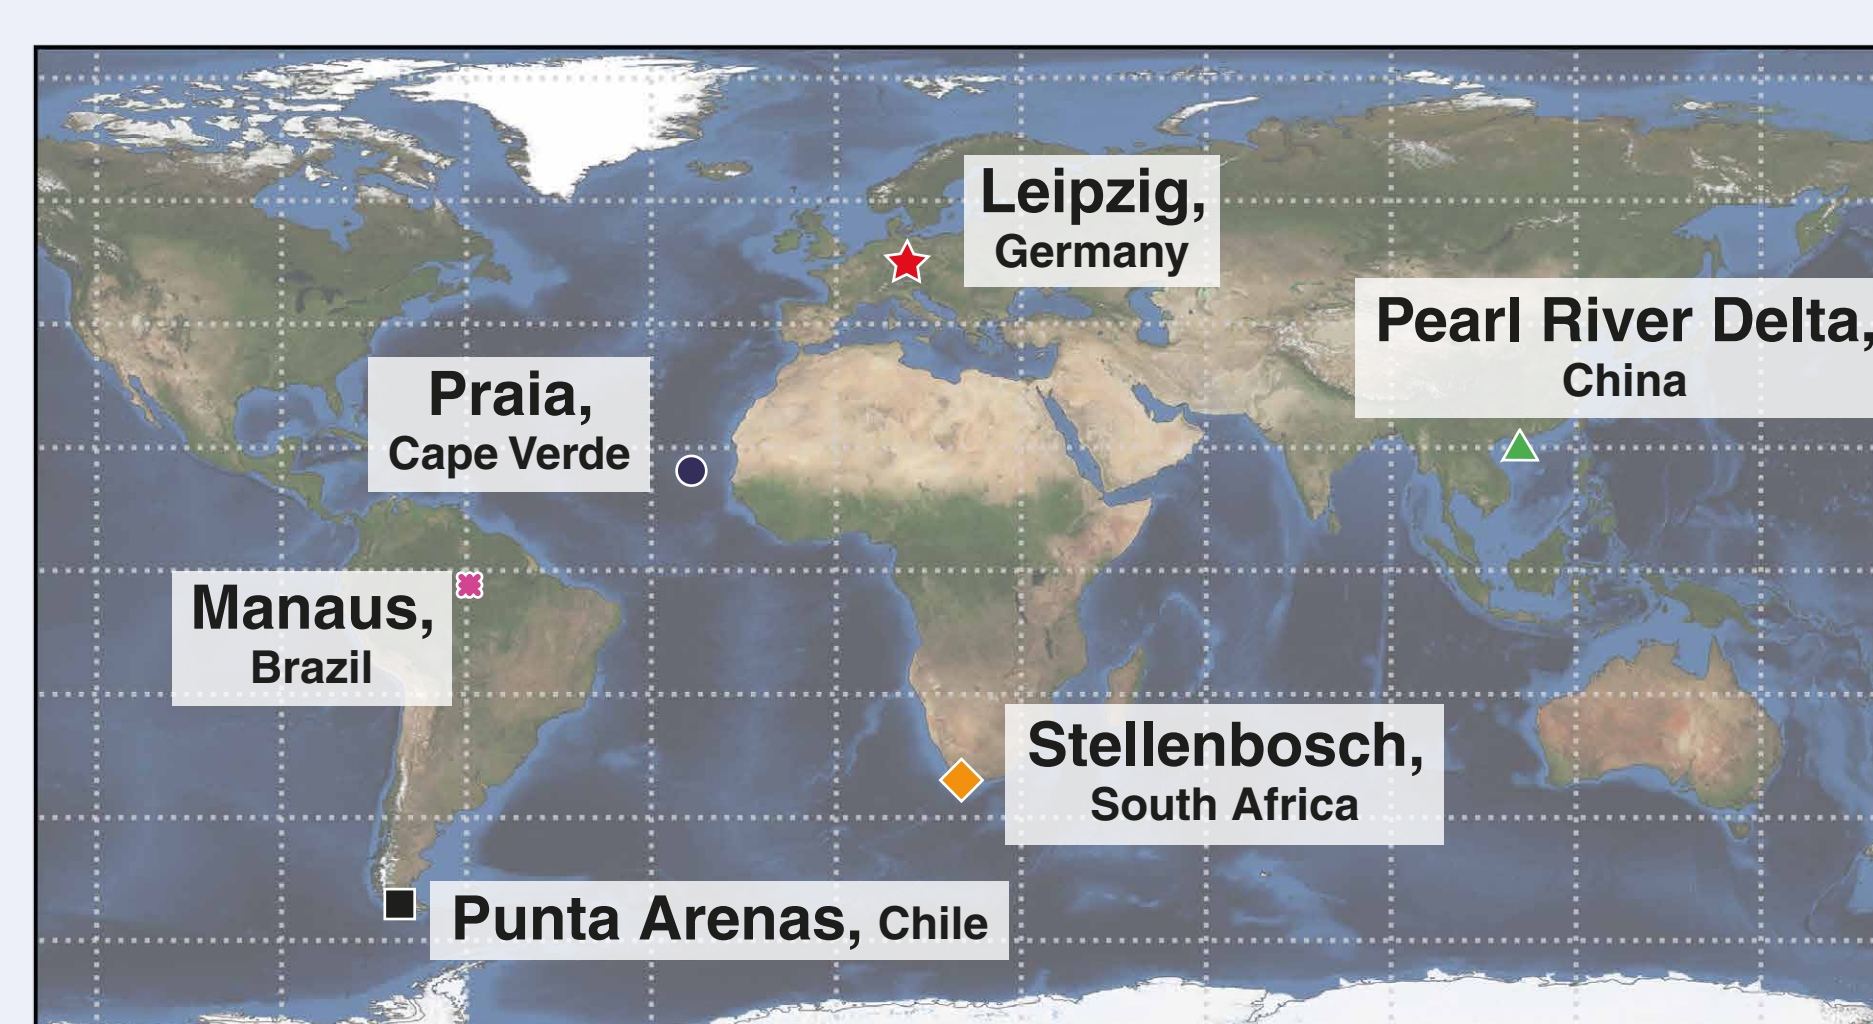 Leipzig,
Germany
Pearl River Delta,
China
Praia,
Cape Verde
Manaus,
Brazil
Stellenbosch,
South Africa
Punta Arenas, Chile